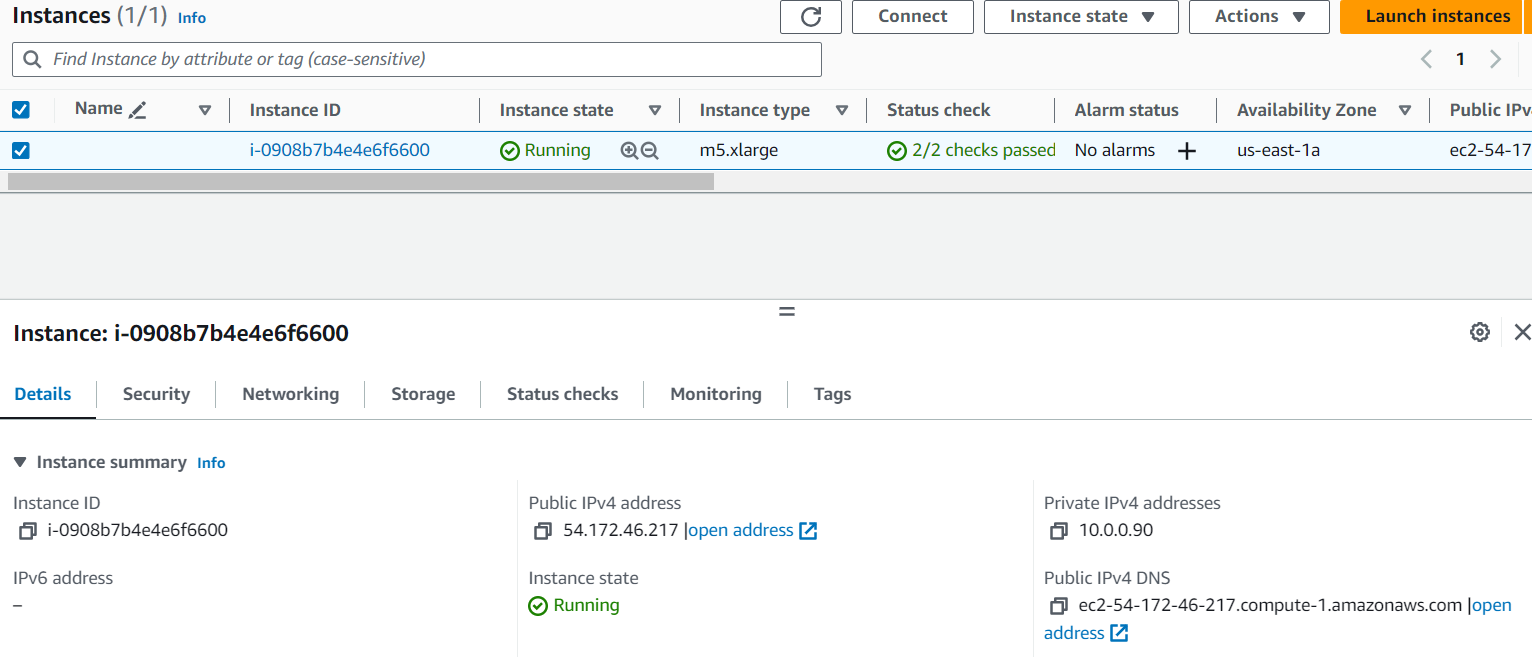 Instances (1/1) Info
Connect
Instance state
Actions
Launch instances
Find Instance by attribute or tag (case-sensitive)
1
Name Instance ID Instance state Instance type Status check Alarm status Availability Zone Public IPv
i-0908b7b4e4e6f6600 Running m5.xlarge 2/2 checks passed No alarms + us-east-1a ec2-54-17
Instance: i-0908b7b4e4e6f6600
Details Security Networking Storage Status checks Monitoring Tags
Instance summary Info
Instance ID
i-0908b7b4e4e6f6600
Public IPv4 address
54.172.46.217 |open address
Private IPv4 addresses
10.0.0.90
IPv6 address
–
Instance state
Running
Public IPv4 DNS
ec2-54-172-46-217.compute-1.amazonaws.com |open
address